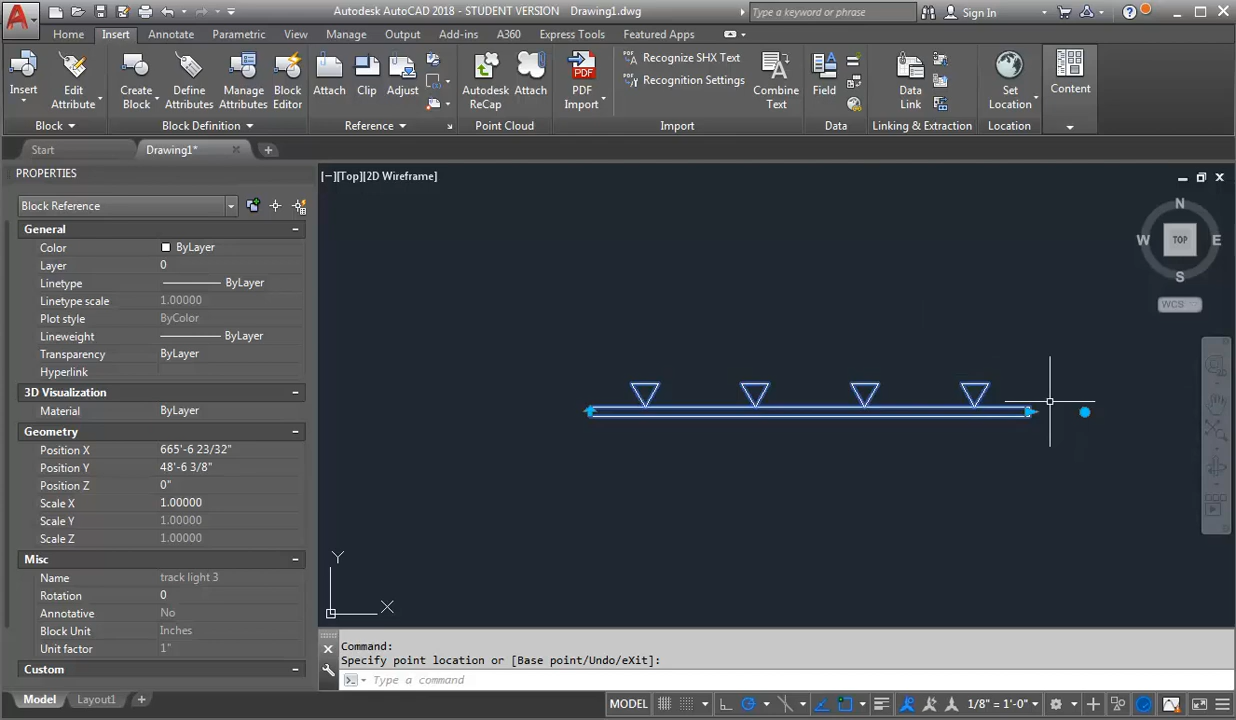 A
Autodesk AutoCAD 2018 - STUDENT VERSION Drawing1.dwg
Type a keyword or phrase
Sign In
Home Insert Annotate Parametric View Manage Output Add-ins A360 Express Tools Featured Apps
Insert
Edit Attribute
Create Block
Define Attributes
Manage Attributes
Block Editor
Attach
Clip
Adjust
Autodesk ReCap
Attach
PDF
PDF Import
Recognize SHX Text
Recognition Settings
Combine Text
Field
Data Link
Set Location
Content
Block Block Definition Reference Point Cloud Import Data Linking & Extraction Location
Start Drawing1*
PROPERTIES
Block Reference
General
Color ByLayer
Layer 0
Linetype ByLayer
Linetype scale 1.00000
Plot style ByColor
Lineweight ByLayer
Transparency ByLayer
Hyperlink
3D Visualization
Material ByLayer
Geometry
Position X 665'-6 23/32"
Position Y 48'-6 3/8"
Position Z 0"
Scale X 1.00000
Scale Y 1.00000
Scale Z 1.00000
Misc
Name track light 3
Rotation 0
Annotative No
Block Unit Inches
Unit factor 1"
Custom
[−][Top][2D Wireframe]
N
W TOP E
S
WCS
Y
X
Command:
Specify point location or [Base point/Undo/eXit]:
Type a command
Model Layout1
MODEL
1/8" = 1'-0"